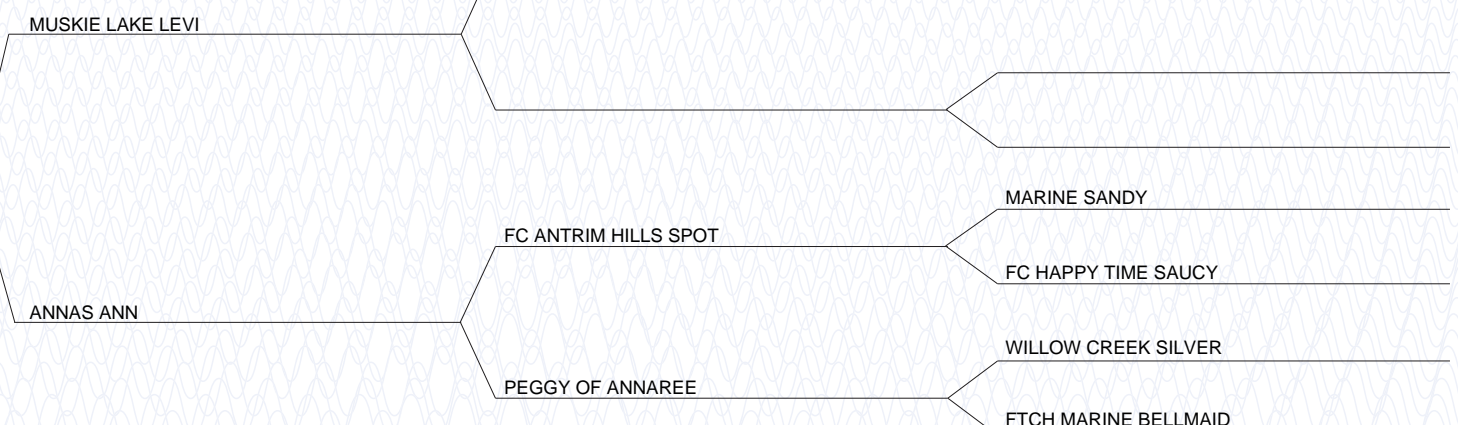 MUSKIE LAKE LEVI
MARINE SANDY
FC ANTRIM HILLS SPOT
FC HAPPY TIME SAUCY
ANNAS ANN
WILLOW CREEK SILVER
PEGGY OF ANNAREE
FTCH MARINE BELLMAID